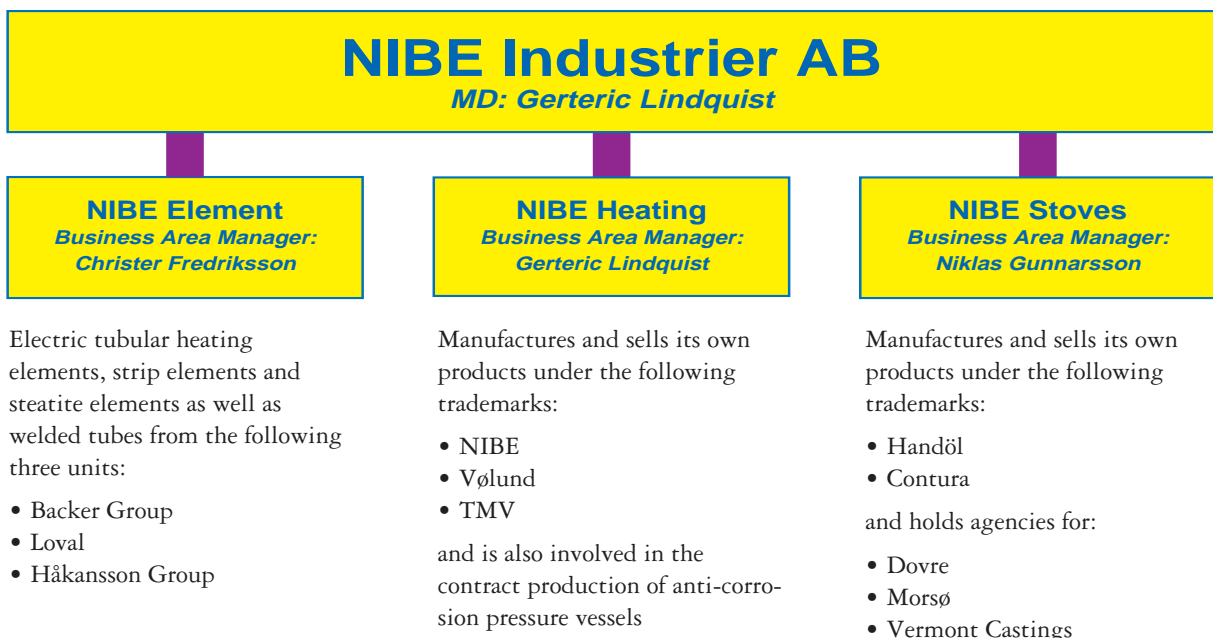 NIBE Industrier AB
MD: Gerteric Lindquist
NIBE Element
Business Area Manager:
Christer Fredriksson
Electric tubular heating
elements, strip elements and
steatite elements as well as
welded tubes from the following
three units:
• Backer Group
• Loval
• Håkansson Group
NIBE Heating
Business Area Manager:
Gerteric Lindquist
Manufactures and sells its own
products under the following
trademarks:
• NIBE
• Vølund
• TMV
and is also involved in the
contract production of anti-corro-
sion pressure vessels
NIBE Stoves
Business Area Manager:
Niklas Gunnarsson
Manufactures and sells its own
products under the following
trademarks:
• Handöl
• Contura
and holds agencies for:
• Dovre
• Morsø
• Vermont Castings